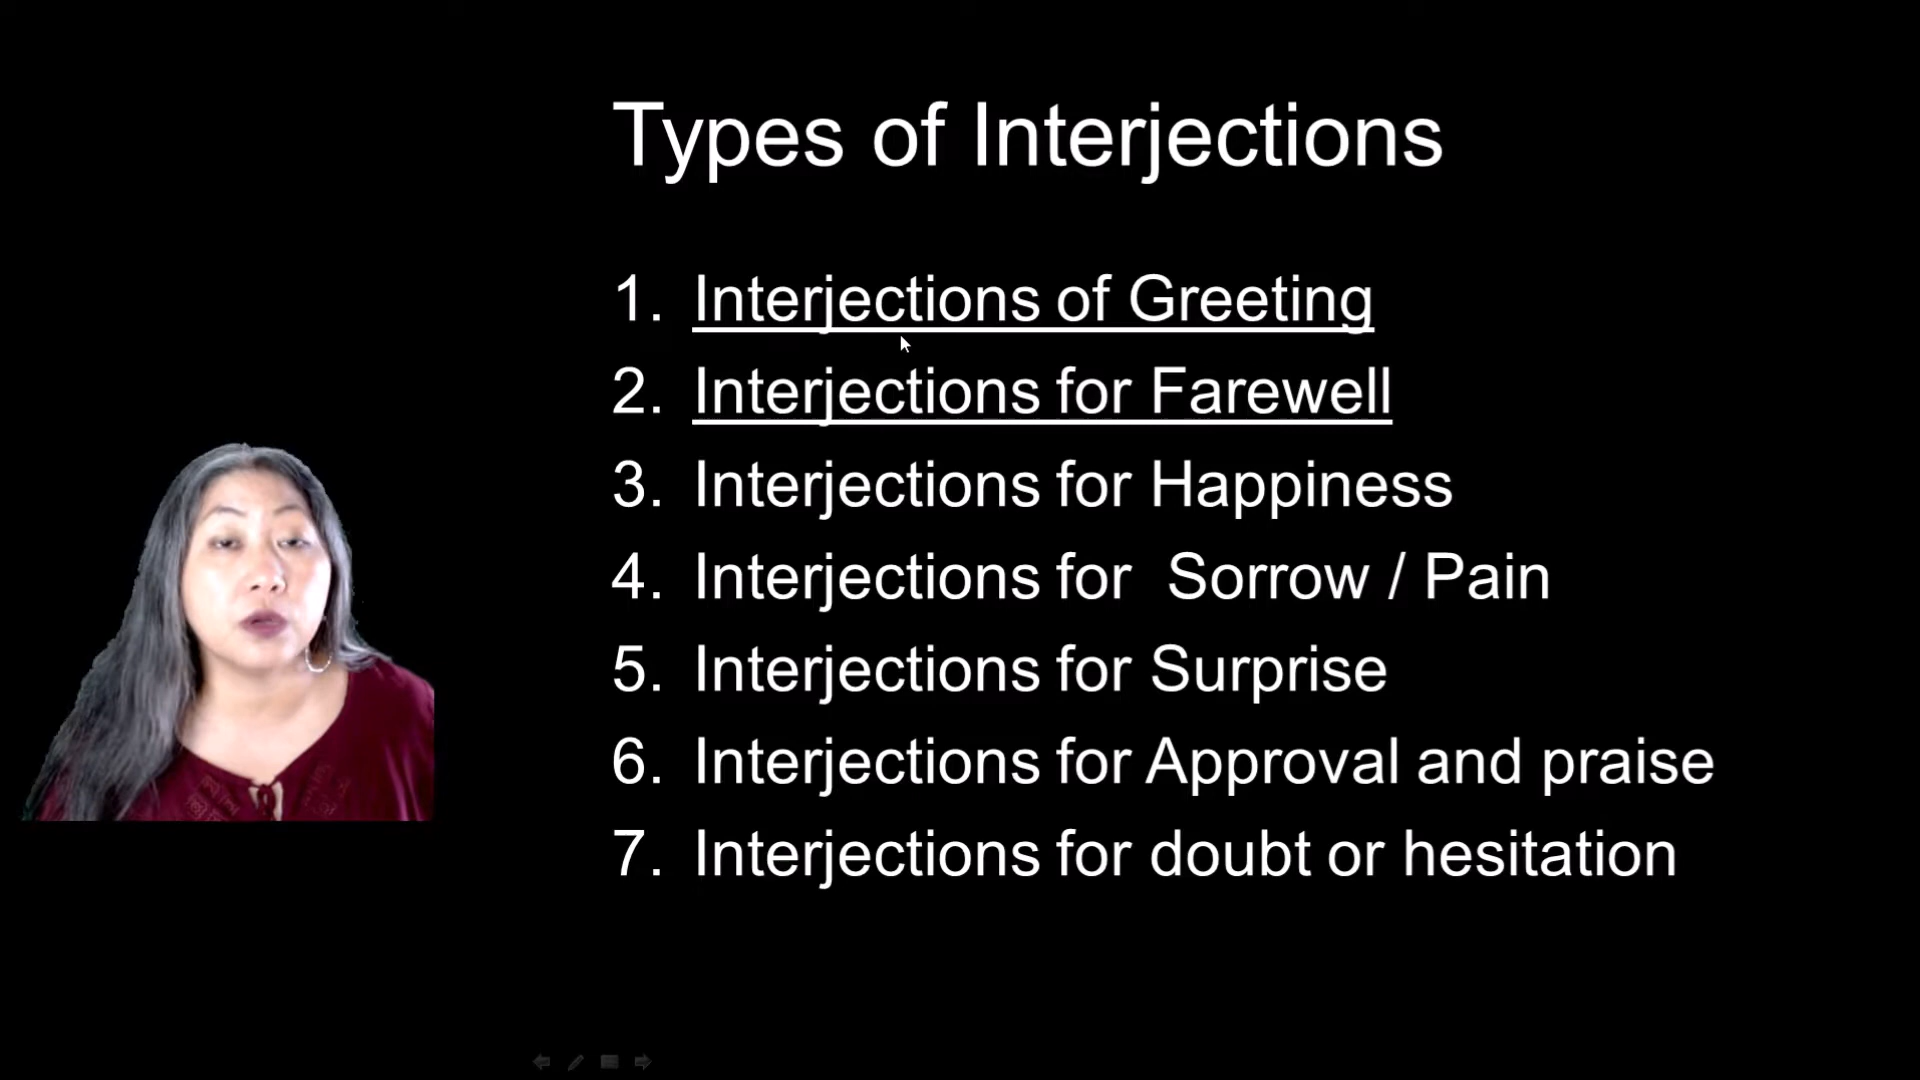 Types of Interjections
1. Interjections of Greeting
2. Interjections for Farewell
3. Interjections for Happiness
4. Interjections for  Sorrow / Pain
5. Interjections for Surprise
6. Interjections for Approval and praise
7. Interjections for doubt or hesitation